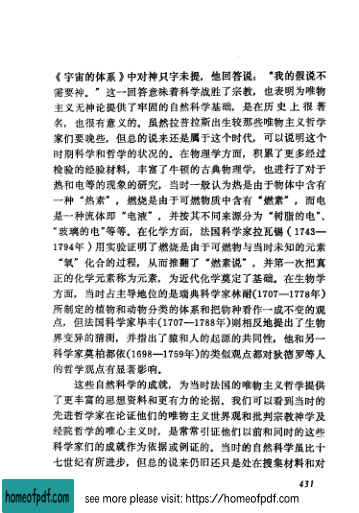 《宇宙的体系》中对神只字未提，他回答说：“我的假说不
需要神。”这一回答意味着科学战胜了宗教，也表明为唯物
主义无神论提供了牢固的自然科学基础，是在历史上很著
名，也很有意义的。虽然拉普拉斯出生较那些唯物主义哲学
家们要晚些，但总的说来还是属于这个时代，可以说明这个
时期科学和哲学的状况的。在物理学方面，积累了更多经过
检验的经验材料，丰富了牛顿的古典物理学，也进行了对于
热和电等的现象的研究，当时一般认为热是由于物体中含有
一种“热素”，燃烧是由于可燃物质中含有“燃素”，而电
是一种流体即“电液”，并按其不同来源分为“树脂的电”、
“玻璃的电”等等。在化学方面，法国科学家拉瓦锡（1743—
1794年）用实验证明了燃烧是由于可燃物与当时未知的元素
“氧”化合的过程，从而推翻了“燃素说”，并第一次把真
正的化学元素称为元素，为近代化学奠定了基础。在生物学
方面，当时占主导地位的是瑞典科学家林耐(1707—1778年)
所制定的植物和动物分类的体系和把物种看作一成不变的观
点，但法国科学家毕丰(1707—1788年)则相反地提出了生物
界变异的猜测，并指出了猿和人的起源的共同性，他和另一
科学家莫柏都依(1698—1759年)的类似观点都对狄德罗等人
的哲学观点有显著影响。
这些自然科学的成就，为当时法国的唯物主义哲学提供
了更丰富的思想资料和更有力的论据。我们可以看到当时的
先进哲学家在论证他们的唯物主义世界观和批判宗教神学及
经院哲学的唯心主义时，是常常引证他们以前和同时的这些
科学家们的成就作为依据或例证的。当时的自然科学虽比十
七世纪有所进步，但总的说来仍旧还只是处在搜集材料和对
431
homeofpdf.com
see more please visit: https://homeofpdf.com